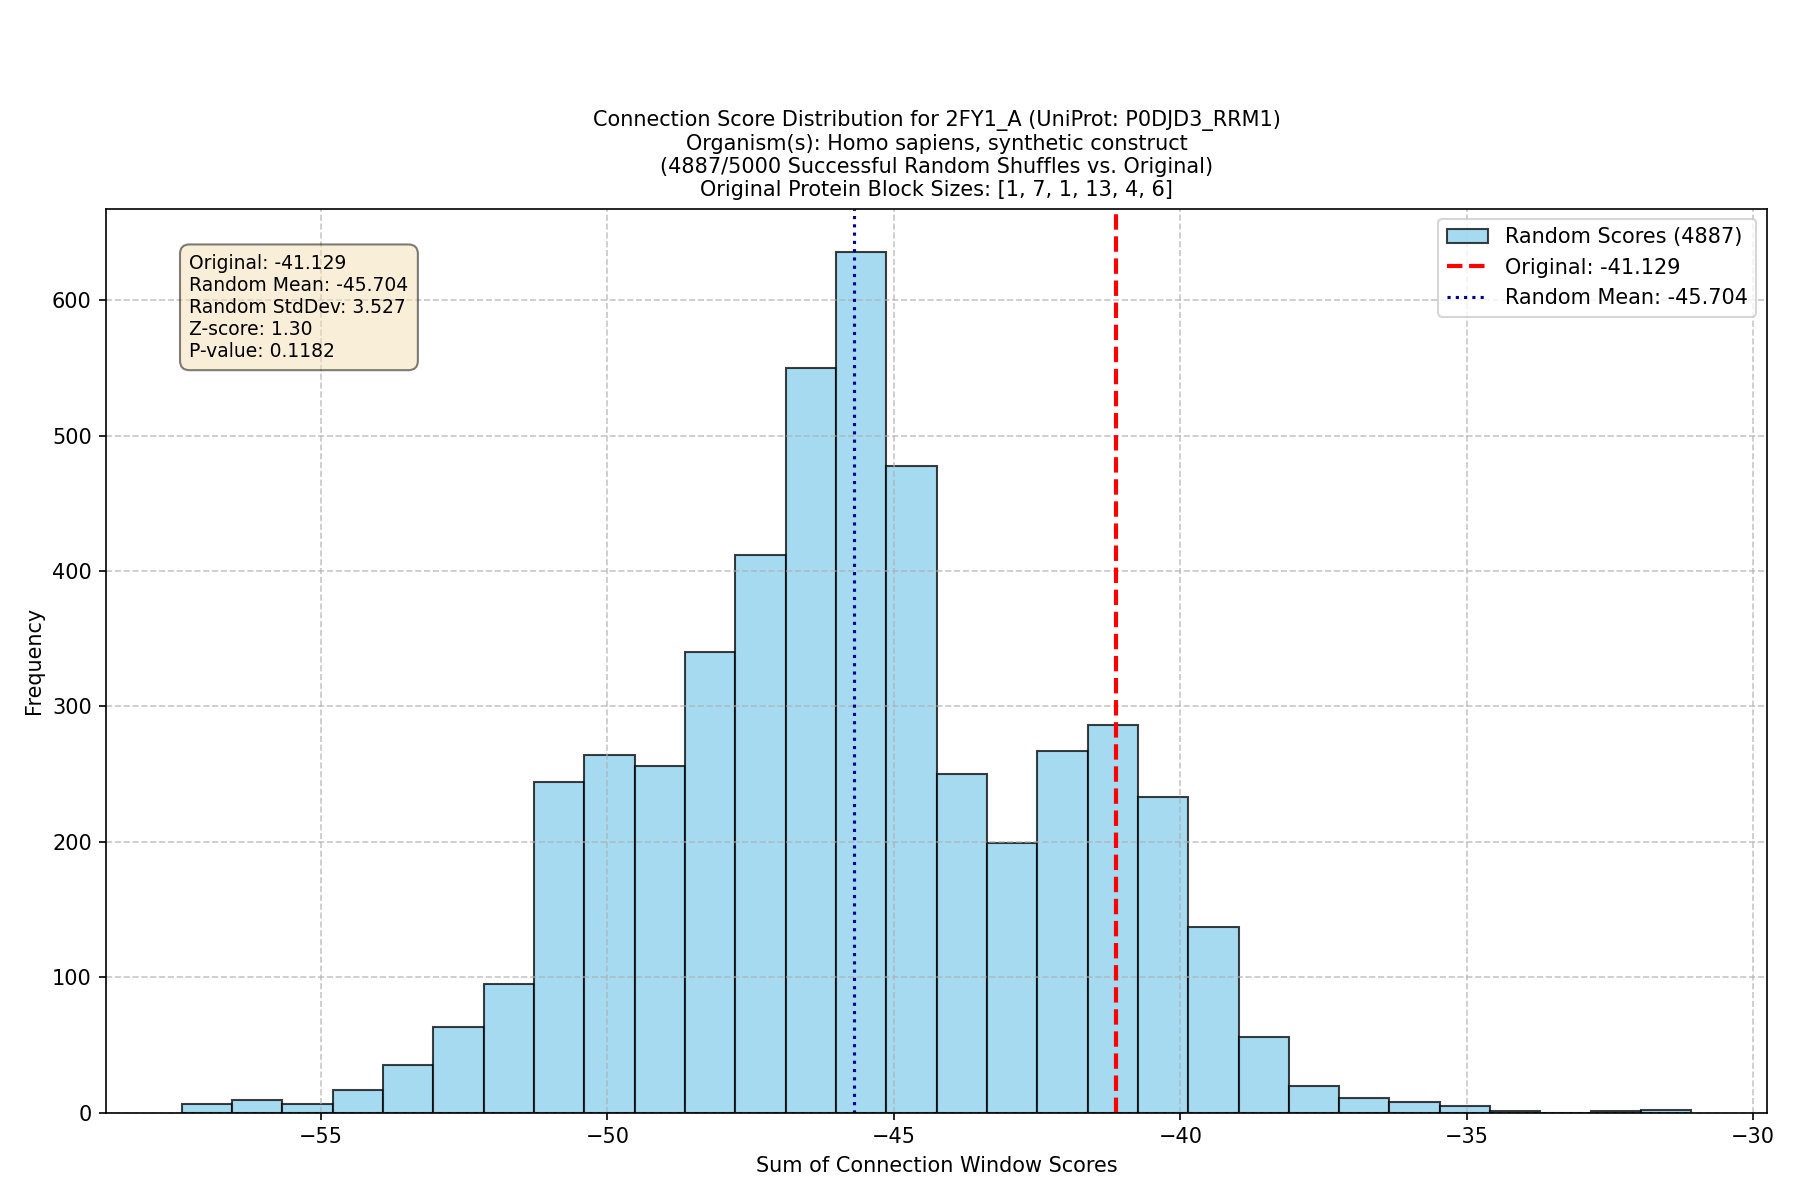 Connection Score Distribution for 2FY1_A (UniProt: P0DJD3_RRM1)
Organism(s): Homo sapiens, synthetic construct
(4887/5000 Successful Random Shuffles vs. Original)
Original Protein Block Sizes: [1, 7, 1, 13, 4, 6]
Original: -41.129
Random Mean: -45.704
Random StdDev: 3.527
Z-score: 1.30
P-value: 0.1182
Random Scores (4887)
Original: -41.129
Random Mean: -45.704
Frequency
600
500
400
300
200
100
0
−55
−50
−45
−40
−35
−30
Sum of Connection Window Scores